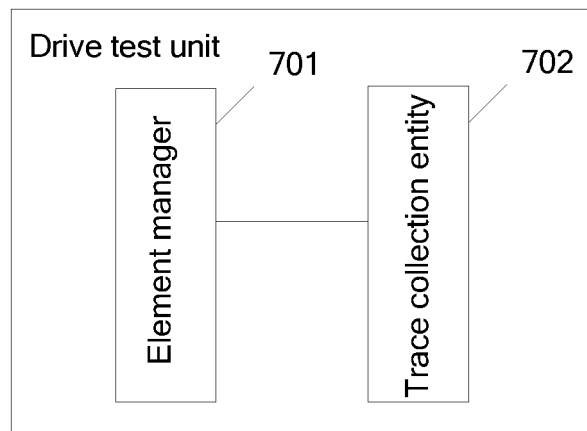 Drive test unit
701
702
Element manager
Trace collection entity